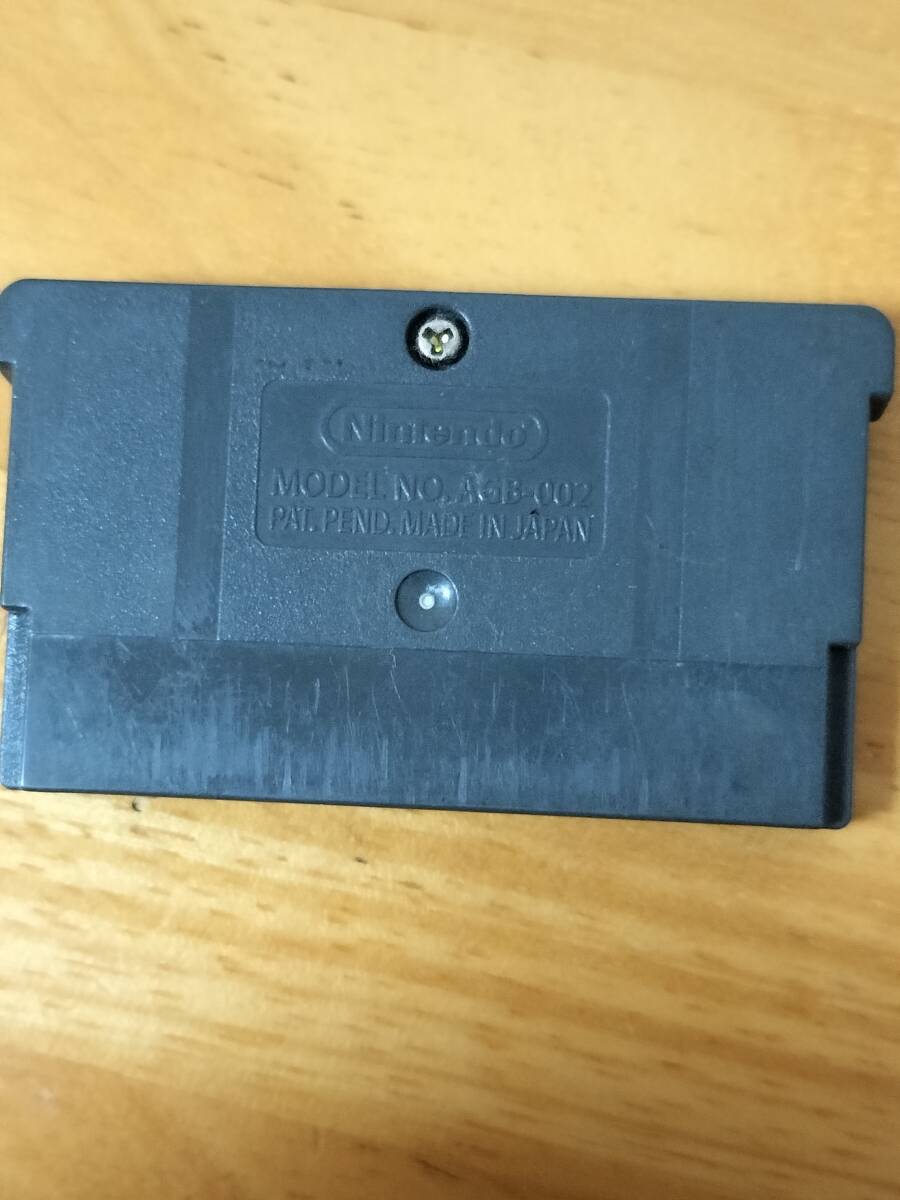 Nintendo
MODEL NO. AGB-002
PAT. PEND. MADE IN JAPAN